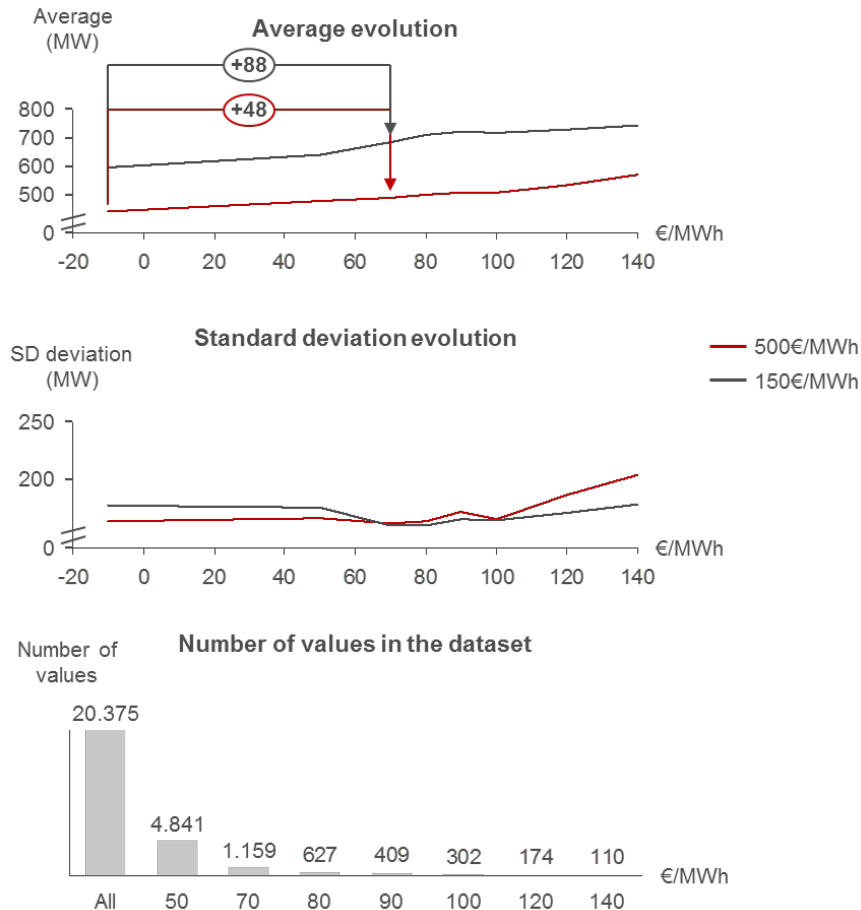 Average
(MW)
Average evolution
+88
+48
800
700
600
500
0
€/MWh
-20 0 20 40 60 80 100 120 140
Standard deviation evolution
SD deviation
(MW)
500€/MWh
150€/MWh
250
200
0
€/MWh
-20 0 20 40 60 80 100 120 140
Number of values in the dataset
Number of
values
20.375
4.841
1.159 627 409 302 174 110
€/MWh
All 50 70 80 90 100 120 140